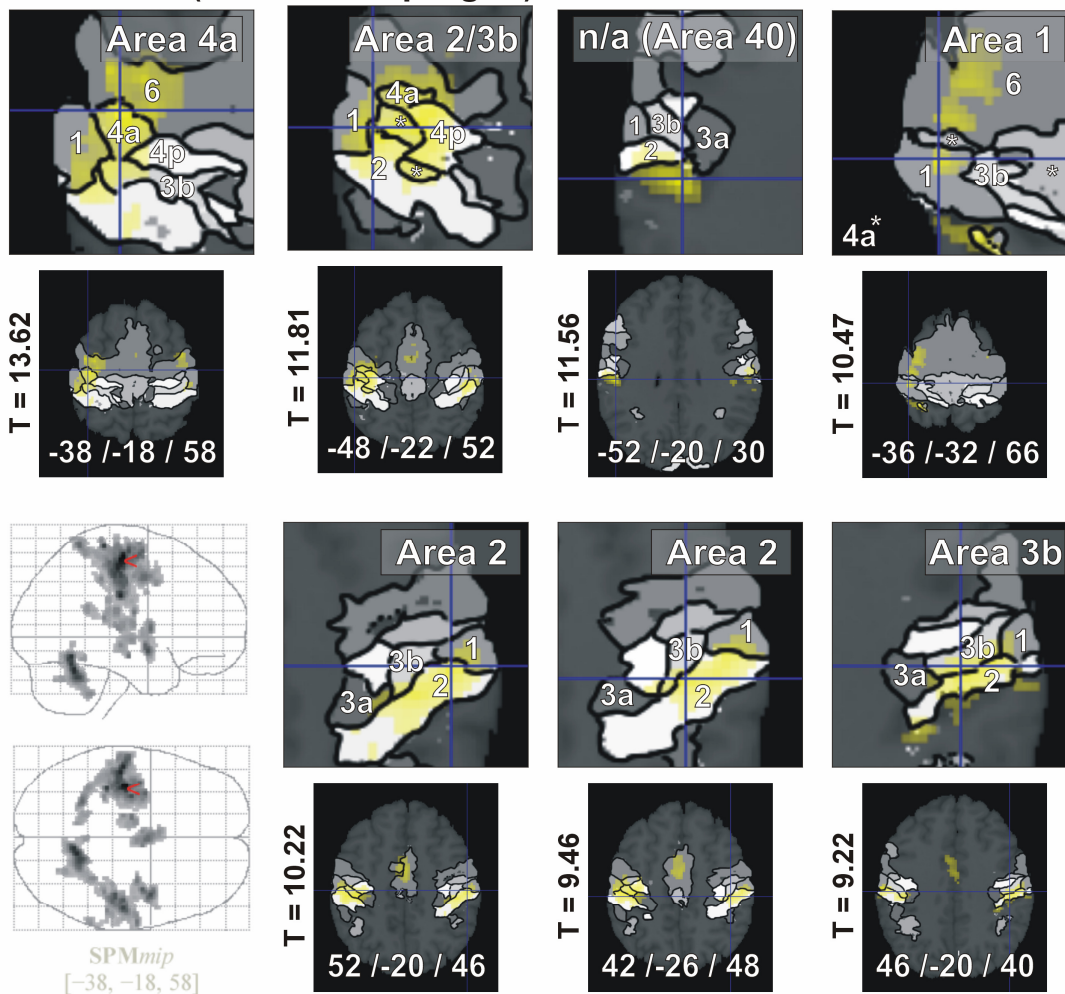 Area 4a
6
1
4a
4p
3b
Area 2/3b
4a
1
*
4p
2
*
n/a (Area 40)
1
3b
3a
2
Area 1
6
*
1
3b
*
4a*
T = 13.62
-38 /-18 / 58
T = 11.81
-48 /-22 / 52
T = 11.56
-52 /-20 / 30
T = 10.47
-36 /-32 / 66
<
<
SPMmip
[−38, −18, 58]
Area 2
1
3b
2
3a
Area 2
1
3b
2
3a
Area 3b
1
3b
3a
2
T = 10.22
52 /-20 / 46
T = 9.46
42 /-26 / 48
T = 9.22
46 /-20 / 40